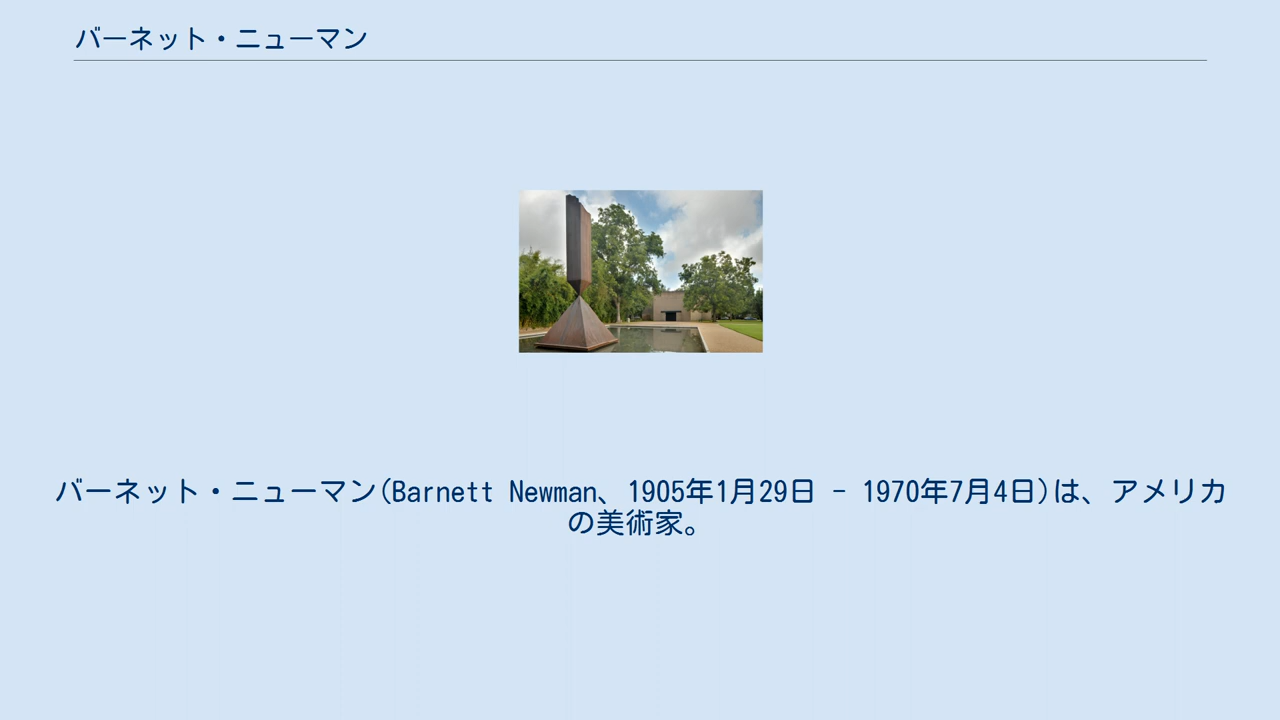 バーネット・ニューマン
バーネット・ニューマン(Barnett Newman、1905年1月29日 - 1970年7月4日)は、アメリカ
の美術家。